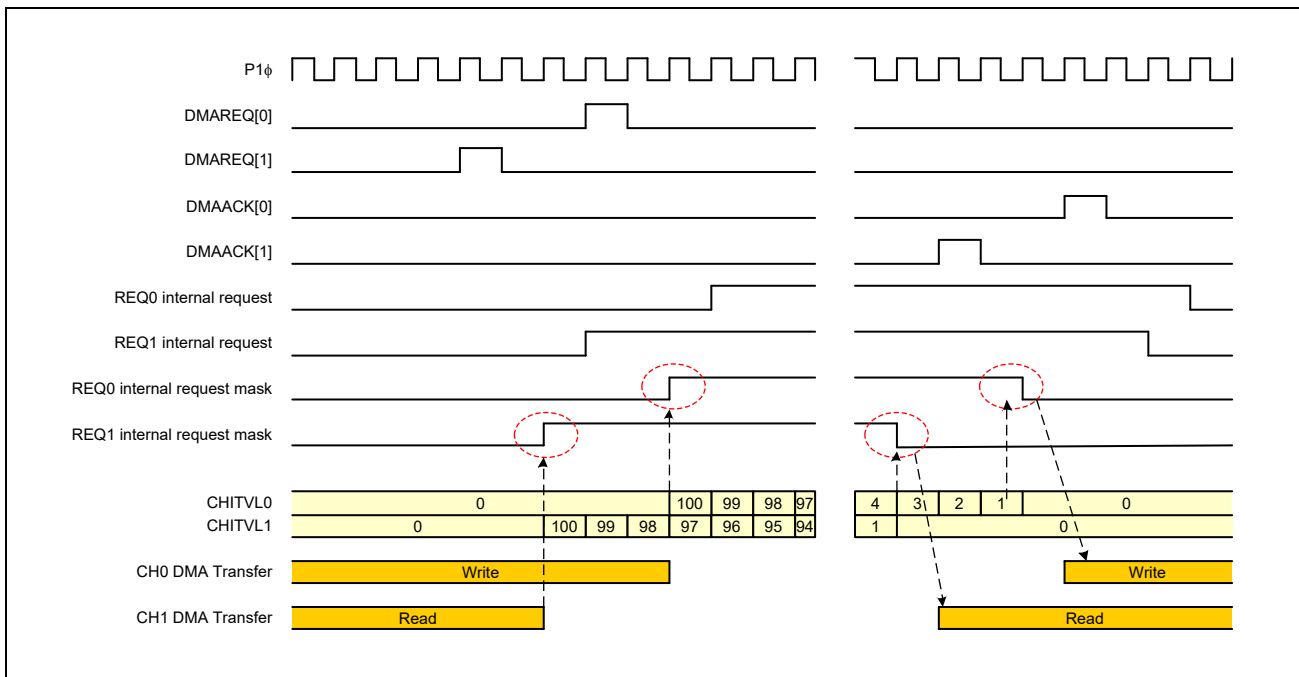 P1ϕ
DMAREQ[0]
DMAREQ[1]
DMAACK[0]
DMAACK[1]
REQ0 internal request
REQ1 internal request
REQ0 internal request mask
REQ1 internal request mask
CHITVL0 0 100 99 98 97 4 3 2 1 0
CHITVL1 0 100 99 98 97 96 95 94 1 0
CH0 DMA Transfer Write Write
CH1 DMA Transfer Read Read